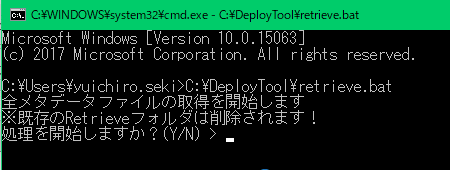 C:¥WINDOWS¥system32¥cmd.exe - C:¥DeployTool¥retrieve.bat
Microsoft Windows [Version 10.0.15063]
(c) 2017 Microsoft Corporation. All rights reserved.
C:¥Users¥yuichiro.seki>C:¥DeployTool¥retrieve.bat
全メタデータファイルの取得を開始します
※既存のRetrieveフォルダは削除されます！
処理を開始しますか？(Y/N) > _